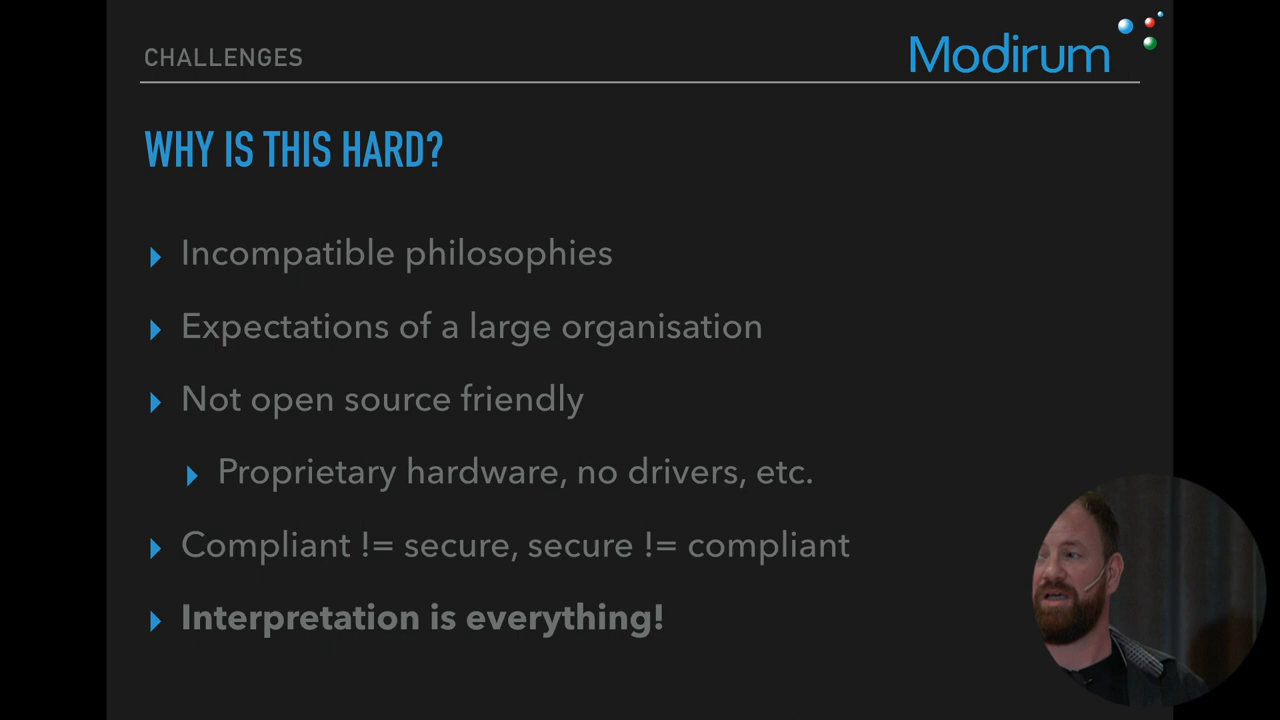 CHALLENGES
Modirum
WHY IS THIS HARD?
Incompatible philosophies
Expectations of a large organisation
Not open source friendly
Proprietary hardware, no drivers, etc.
Compliant != secure, secure != compliant
Interpretation is everything!